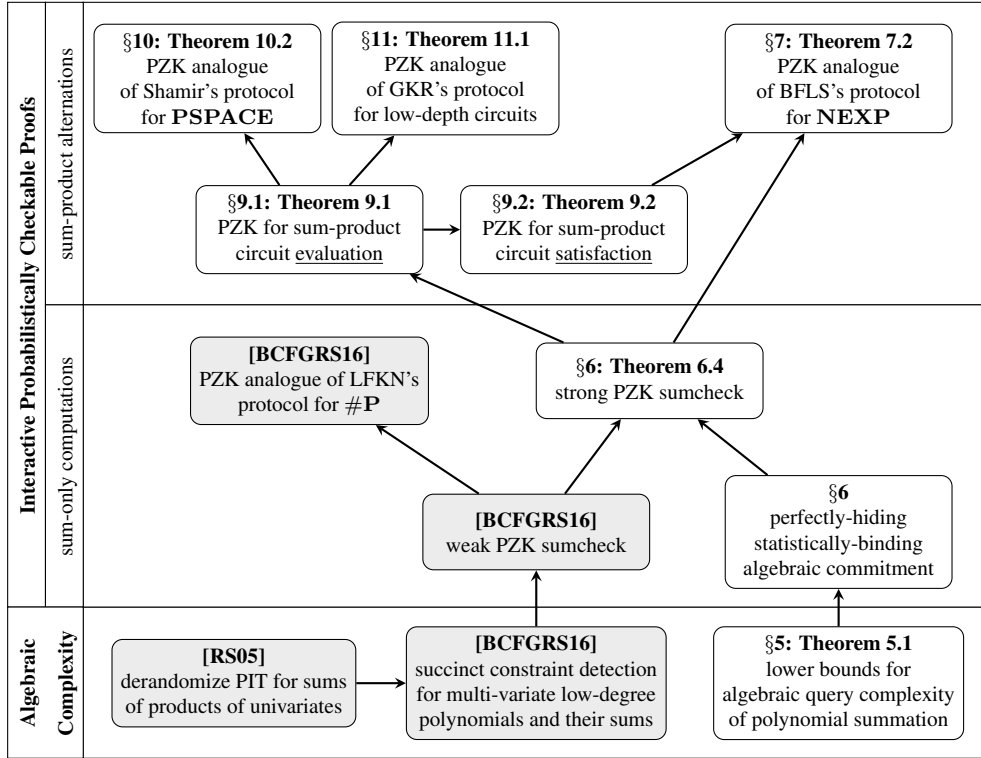 Interactive Probabilistically Checkable Proofs
sum-product alternations
§10: Theorem 10.2
PZK analogue
of Shamir's protocol
for PSPACE
§11: Theorem 11.1
PZK analogue
of GKR's protocol
for low-depth circuits
§7: Theorem 7.2
PZK analogue
of BFLS's protocol
for NEXP
§9.1: Theorem 9.1
PZK for sum-product
circuit evaluation
§9.2: Theorem 9.2
PZK for sum-product
circuit satisfaction
sum-only computations
[BCFGRS16]
PZK analogue of LFKN's
protocol for #P
§6: Theorem 6.4
strong PZK sumcheck
[BCFGRS16]
weak PZK sumcheck
§6
perfectly-hiding
statistically-binding
algebraic commitment
Algebraic
Complexity
[RS05]
derandomize PIT for sums
of products of univariates
[BCFGRS16]
succinct constraint detection
for multi-variate low-degree
polynomials and their sums
§5: Theorem 5.1
lower bounds for
algebraic query complexity
of polynomial summation